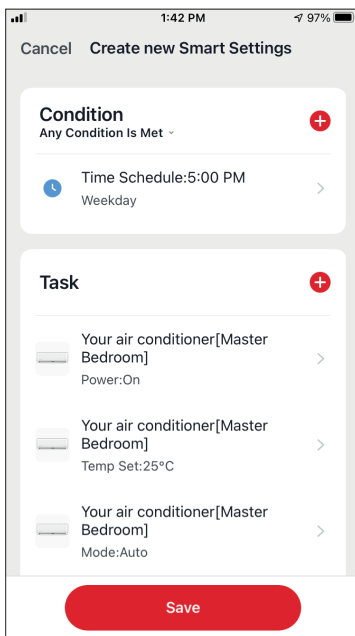 1:42 PM
97%
Cancel Create new Smart Settings
Condition
Any Condition Is Met
Time Schedule:5:00 PM
Weekday
Task
Your air conditioner[Master
Bedroom]
Power:On
Your air conditioner[Master
Bedroom]
Temp Set:25°C
Your air conditioner[Master
Bedroom]
Mode:Auto
Save